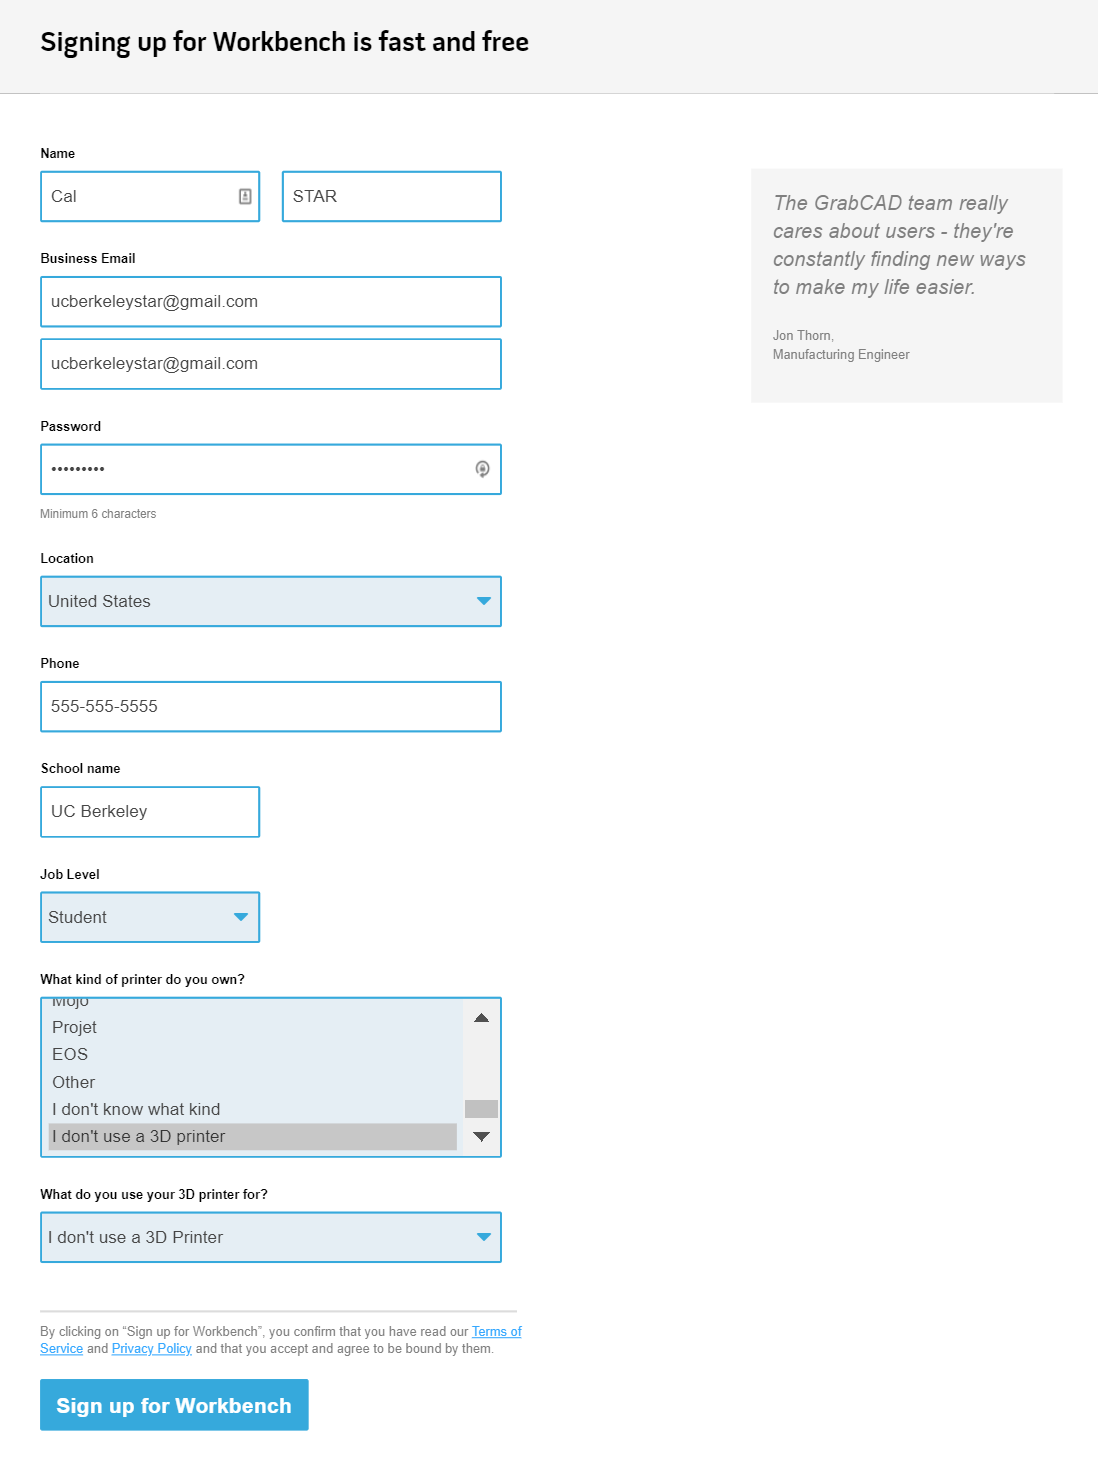 Signing up for Workbench is fast and free
Name
Cal
STAR
Business Email
ucberkeleystar@gmail.com
ucberkeleystar@gmail.com
Password
•••••••••
Minimum 6 characters
Location
United States
Phone
555-555-5555
School name
UC Berkeley
Job Level
Student
What kind of printer do you own?
Mojo
Projet
EOS
Other
I don't know what kind
I don't use a 3D printer
What do you use your 3D printer for?
I don't use a 3D Printer
By clicking on “Sign up for Workbench”, you confirm that you have read our Terms of
Service and Privacy Policy and that you accept and agree to be bound by them.
Sign up for Workbench
The GrabCAD team really
cares about users - they're
constantly finding new ways
to make my life easier.
Jon Thorn,
Manufacturing Engineer